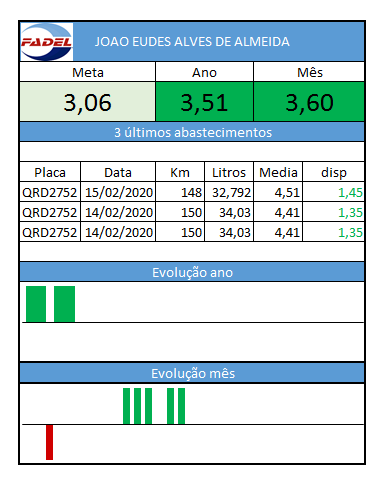 FADEL
JOAO EUDES ALVES DE ALMEIDA
Meta Ano Mês
3,06 3,51 3,60
3 últimos abastecimentos
Placa Data Km Litros Media disp
QRD2752 15/02/2020 148 32,792 4,51 1,45
QRD2752 14/02/2020 150 34,03 4,41 1,35
QRD2752 14/02/2020 150 34,03 4,41 1,35
Evolução ano
Evolução mês